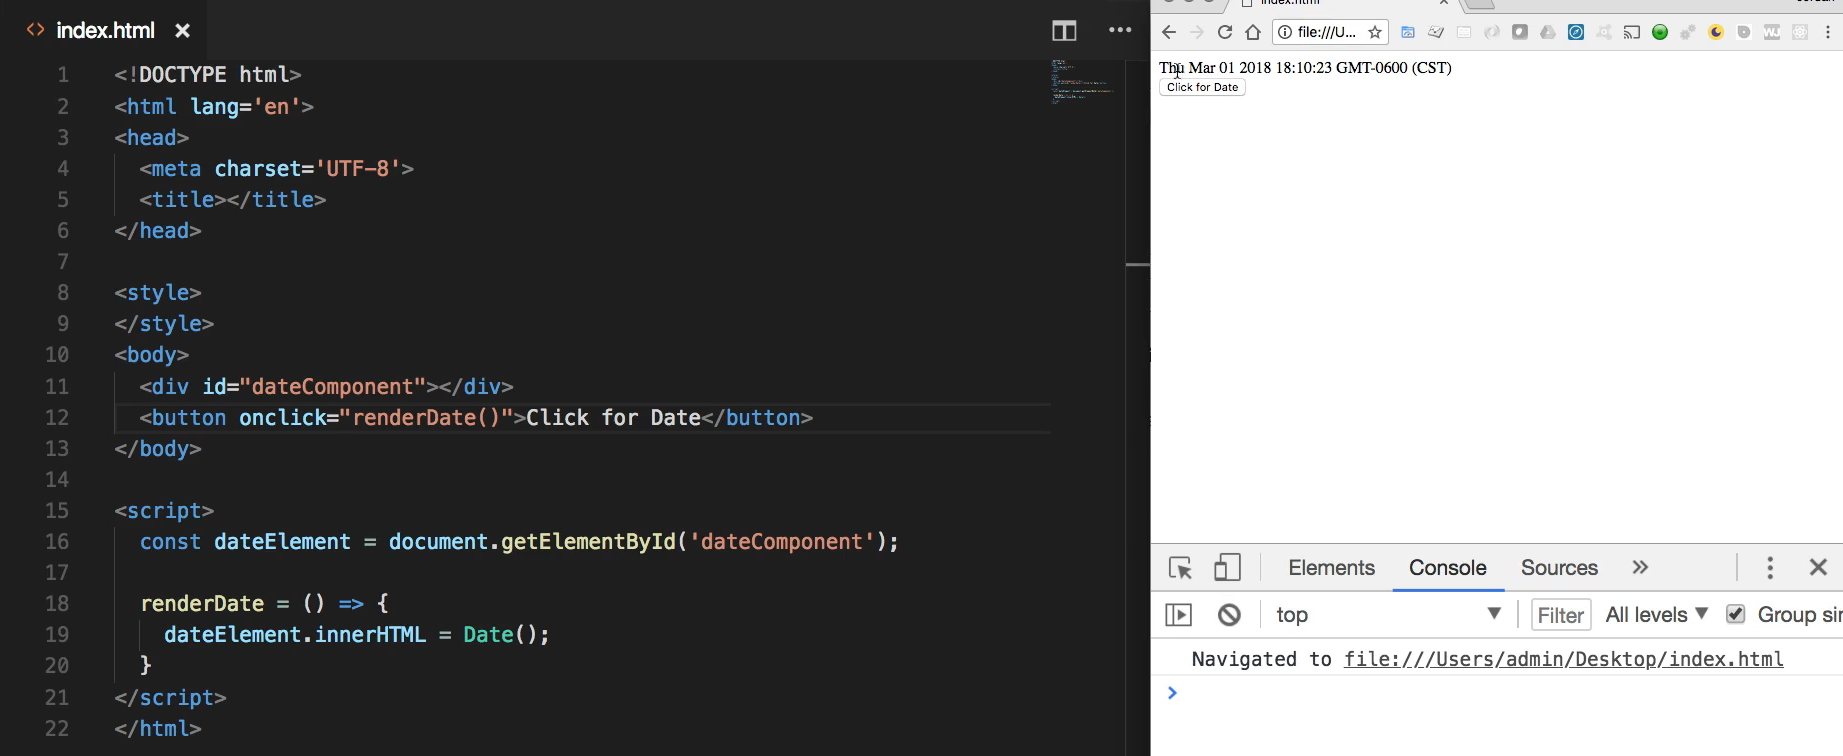 <> index.html ×
1 <!DOCTYPE html>
2 <html lang='en'>
3 <head>
4 <meta charset='UTF-8'>
5 <title></title>
6 </head>
7
8 <style>
9 </style>
10 <body>
11 <div id="dateComponent"></div>
12 <button onclick="renderDate()">Click for Date</button>
13 </body>
14
15 <script>
16 const dateElement = document.getElementById('dateComponent');
17
18 renderDate = () => {
19 dateElement.innerHTML = Date();
20 }
21 </script>
22 </html>
index.html
file:///U...
Thu Mar 01 2018 18:10:23 GMT-0600 (CST)
Click for Date
Elements Console Sources »
top Filter All levels Group sir
Navigated to file:///Users/admin/Desktop/index.html
>